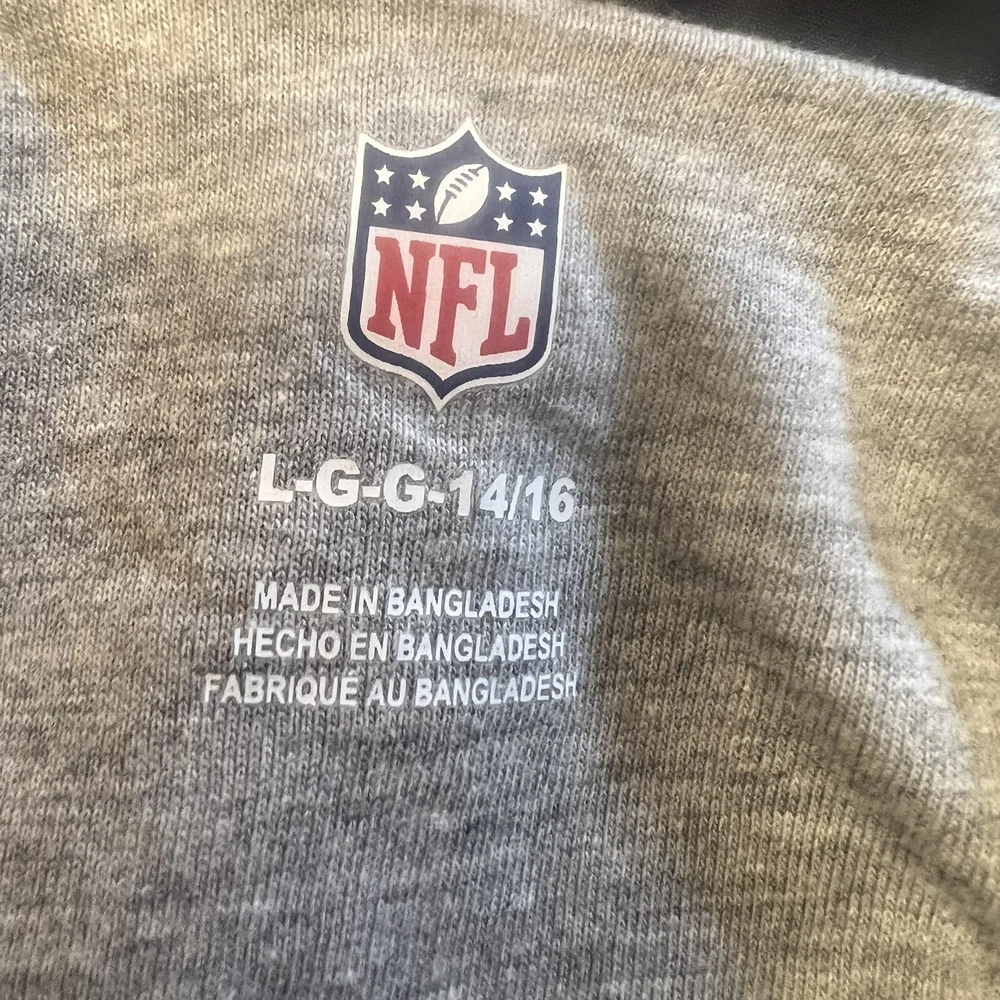 NFL
L-G-G-14/16
MADE IN BANGLADESH
HECHO EN BANGLADESH
FABRIQUÉ AU BANGLADESH